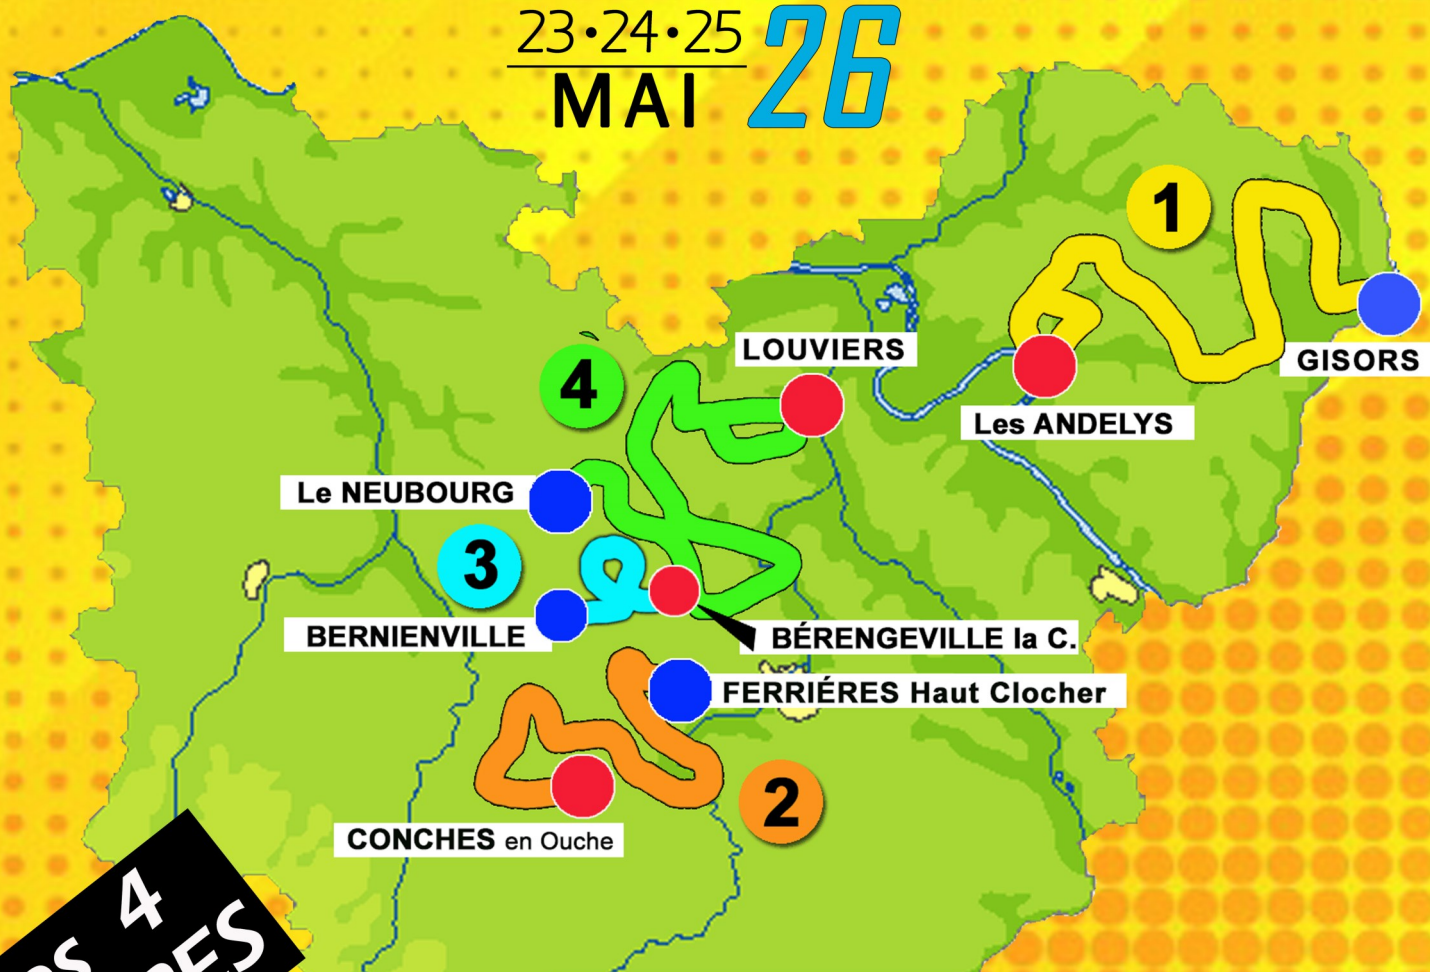 23•24•25
MAI 26
1
GISORS
LOUVIERS
Les ANDELYS
4
Le NEUBOURG
3
BERNIENVILLE
BÉRENGEVILLE la C.
FERRIÉRES Haut Clocher
2
CONCHES en Ouche
4